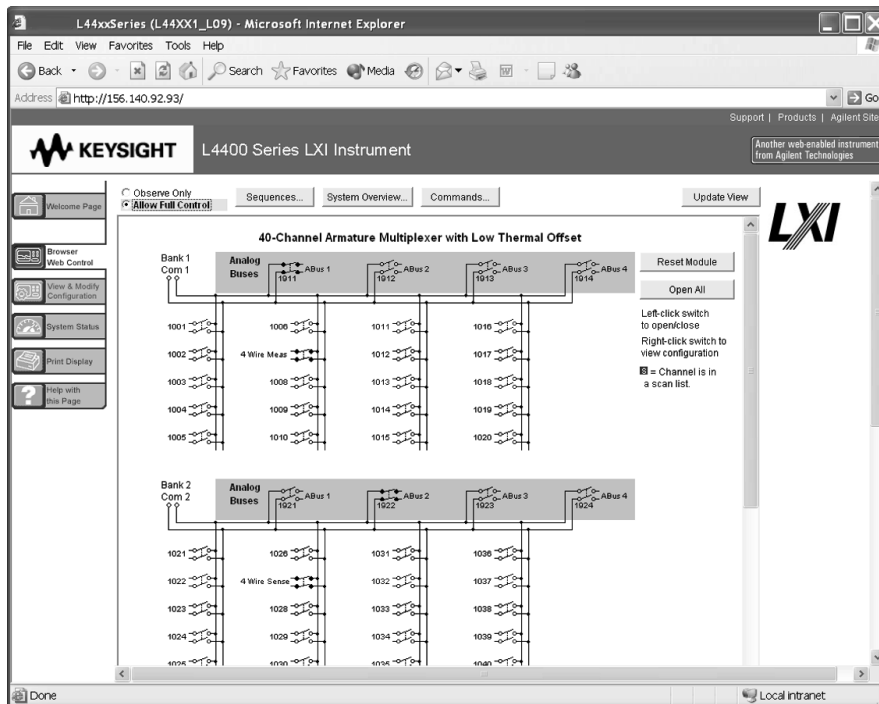 L44xxSeries (L44XX1_L09) - Microsoft Internet Explorer
File Edit View Favorites Tools Help
Back Search Favorites Media
Address http://156.140.92.93/ Go
Support | Products | Agilent Site
KEYSIGHT L4400 Series LXI Instrument
Another web-enabled instrument
from Agilent Technologies
Welcome Page
Browser
Web Control
View & Modify
Configuration
System Status
Print Display
Help with
this Page
Observe Only
Allow Full Control
Sequences... System Overview... Commands... Update View
LXI
40-Channel Armature Multiplexer with Low Thermal Offset
Bank 1
Com 1
Analog
Buses
ABus 1 ABus 2 ABus 3 ABus 4
1911 1912 1913 1914
1001 1006 1011 1016
1002 4 Wire Meas 1012 1017
1003 1008 1013 1018
1004 1009 1014 1019
1005 1010 1015 1020
Reset Module
Open All
Left-click switch
to open/close
Right-click switch to
view configuration
S = Channel is in
a scan list.
Bank 2
Com 2
Analog
Buses
ABus 1 ABus 2 ABus 3 ABus 4
1921 1922 1923 1924
1021 1026 1031 1036
1022 4 Wire Sense 1032 1037
1023 1028 1033 1038
1024 1029 1034 1039
1025 1030 1035 1040
Done Local intranet